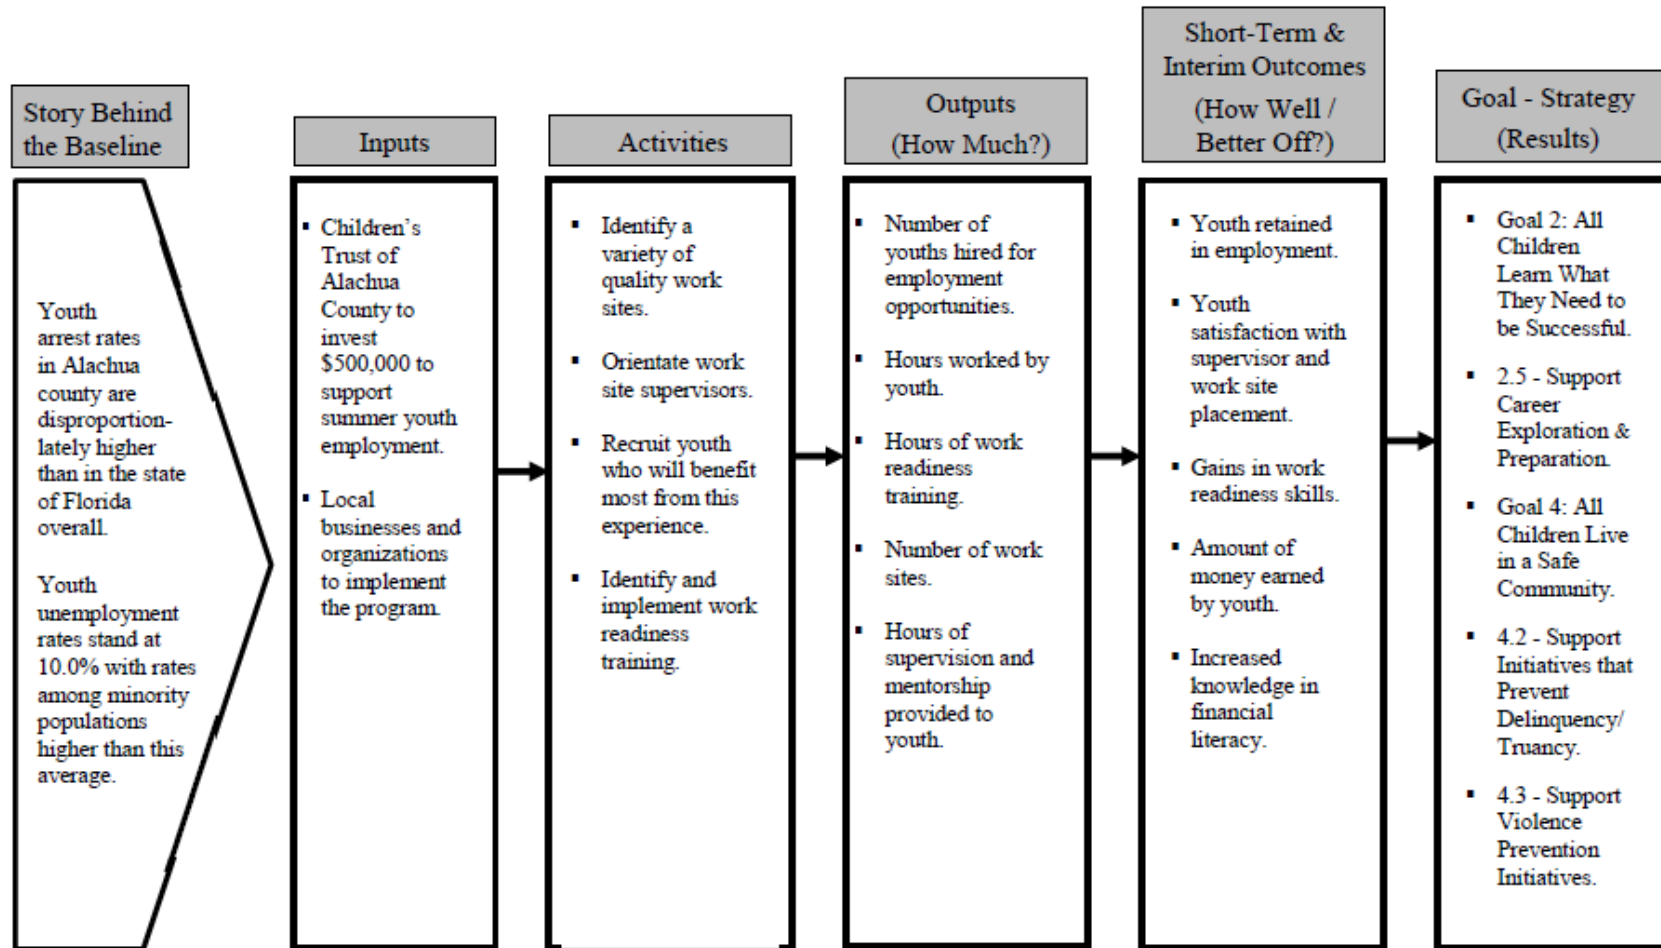 Story Behind
the Baseline
Youth
arrest rates
in Alachua
county are
disproportion-
lately higher
than in the state
of Florida
overall.
Youth
unemployment
rates stand at
10.0% with rates
among minority
populations
higher than this
average.
Inputs
▪ Children’s
Trust of
Alachua
County to
invest
$500,000 to
support
summer youth
employment.
▪ Local
businesses and
organizations
to implement
the program.
Activities
▪ Identify a
variety of
quality work
sites.
▪ Orientate work
site supervisors.
▪ Recruit youth
who will benefit
most from this
experience.
▪ Identify and
implement work
readiness
training.
Outputs
(How Much?)
▪ Number of
youths hired for
employment
opportunities.
▪ Hours worked by
youth.
▪ Hours of work
readiness
training.
▪ Number of work
sites.
▪ Hours of
supervision and
mentorship
provided to
youth.
Short-Term &
Interim Outcomes
(How Well /
Better Off?)
▪ Youth retained
in employment.
▪ Youth
satisfaction with
supervisor and
work site
placement.
▪ Gains in work
readiness skills.
▪ Amount of
money earned
by youth.
▪ Increased
knowledge in
financial
literacy.
Goal - Strategy
(Results)
▪ Goal 2: All
Children
Learn What
They Need to
be Successful.
▪ 2.5 - Support
Career
Exploration &
Preparation.
▪ Goal 4: All
Children Live
in a Safe
Community.
▪ 4.2 - Support
Initiatives that
Prevent
Delinquency/
Truancy.
▪ 4.3 - Support
Violence
Prevention
Initiatives.